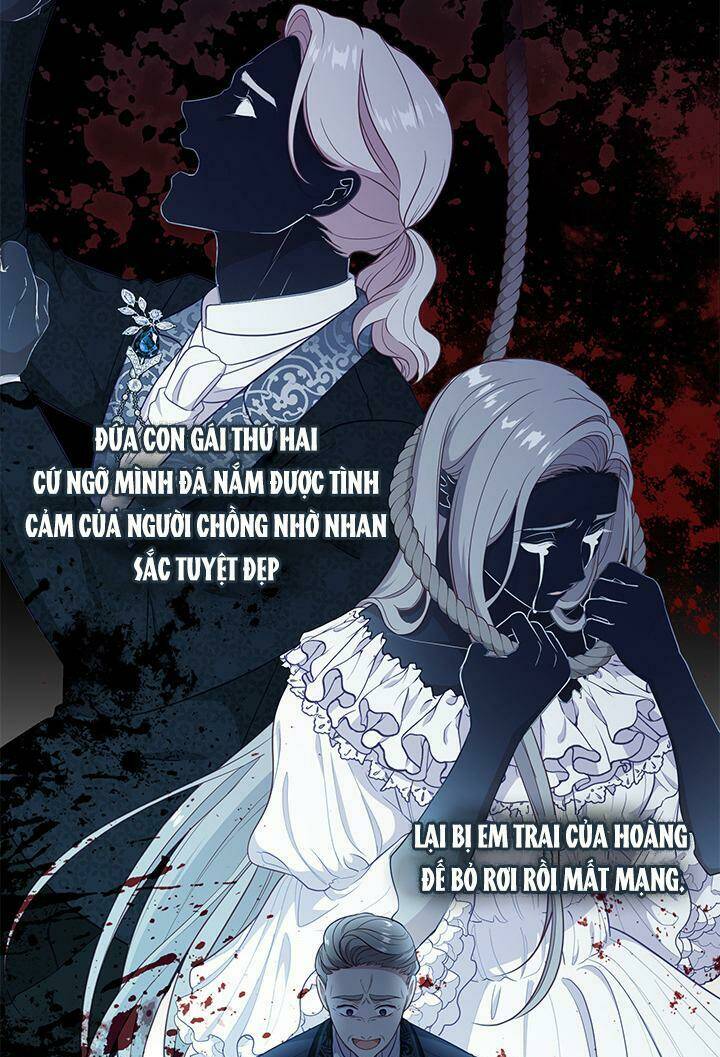 ĐỨA CON GÁI THỨ HAI
CỨ NGỠ MÌNH ĐÃ NẮM ĐƯỢC TÌNH
CẢM CỦA NGƯỜI CHỒNG NHỜ NHAN
SẮC TUYỆT ĐẸP
LẠI BỊ EM TRAI CỦA HOÀNG
ĐẾ BỎ RƠI RỒI MẤT MẠNG.